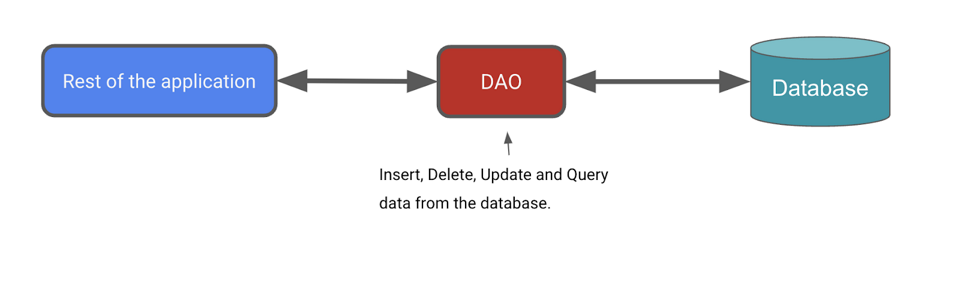 Rest of the application
DAO
Database
Insert, Delete, Update and Query
data from the database.